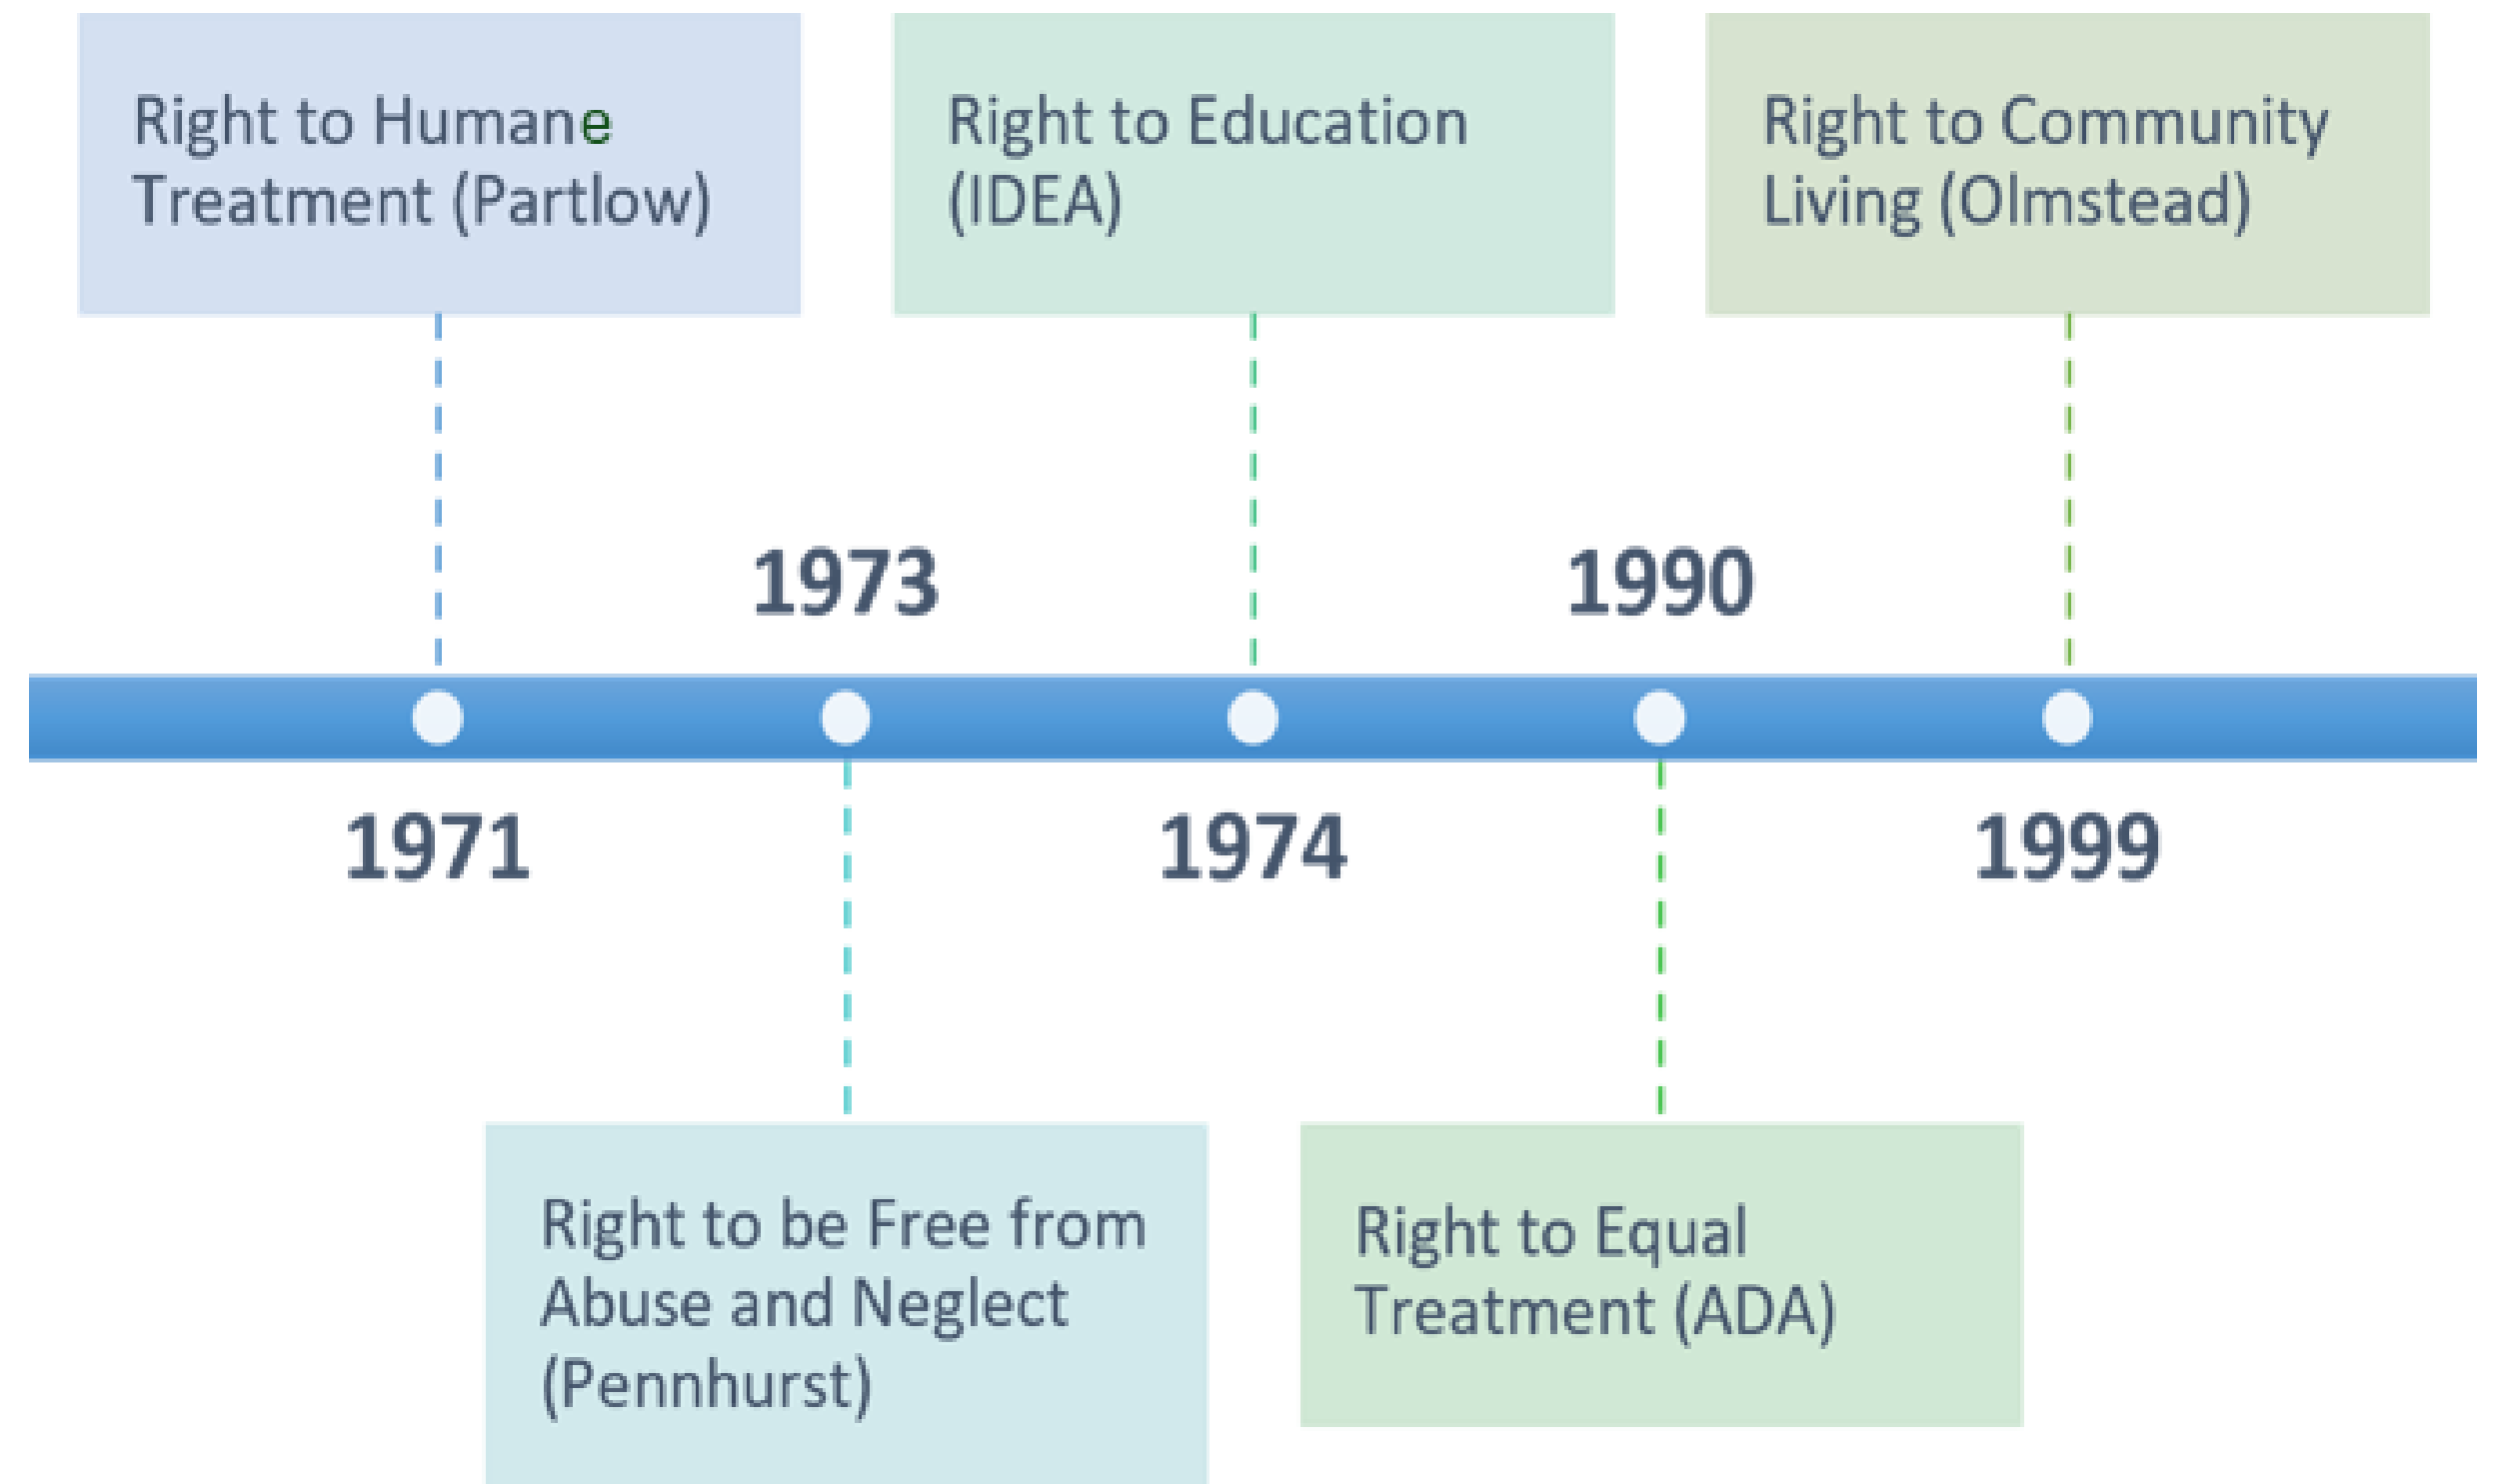 Right to Humane
Treatment (Partlow)
Right to Education
(IDEA)
Right to Community
Living (Olmstead)
1973
1990
1971
1974
1999
Right to be Free from
Abuse and Neglect
(Pennhurst)
Right to Equal
Treatment (ADA)